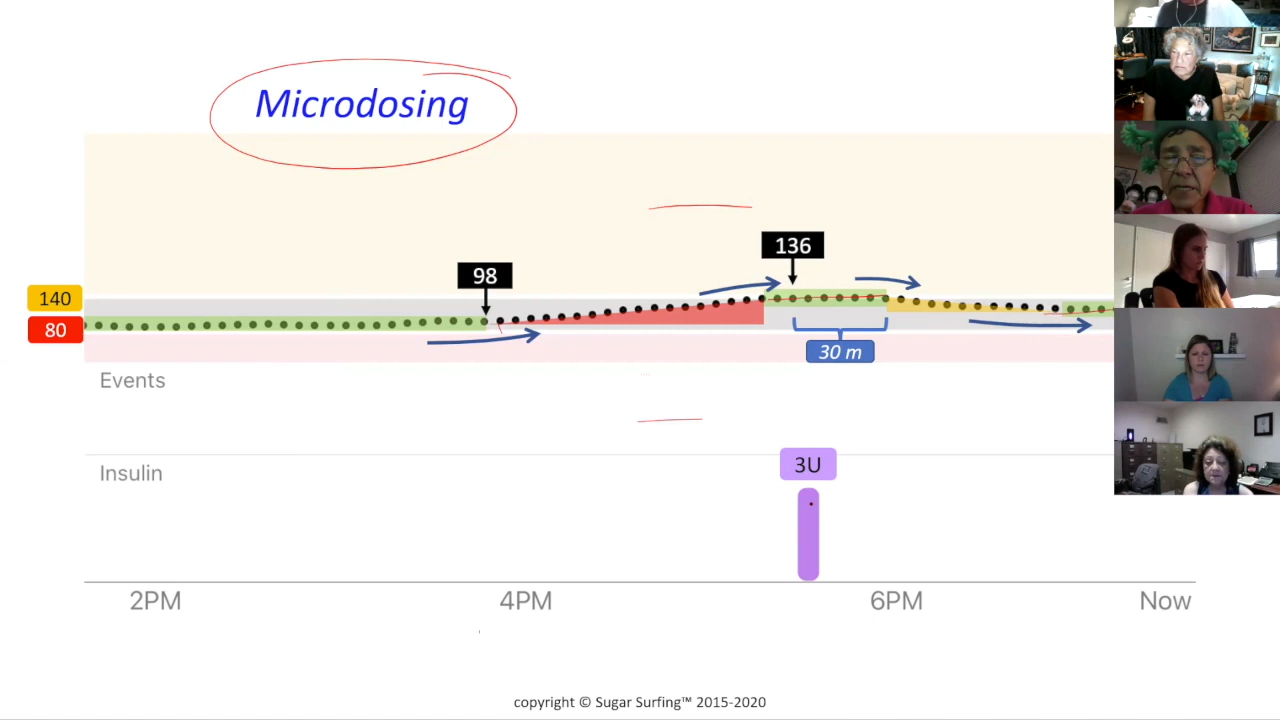 Microdosing
136
98
140
80
30 m
Events
3U
Insulin
2PM
4PM
6PM
Now
copyright © Sugar Surfing™ 2015-2020